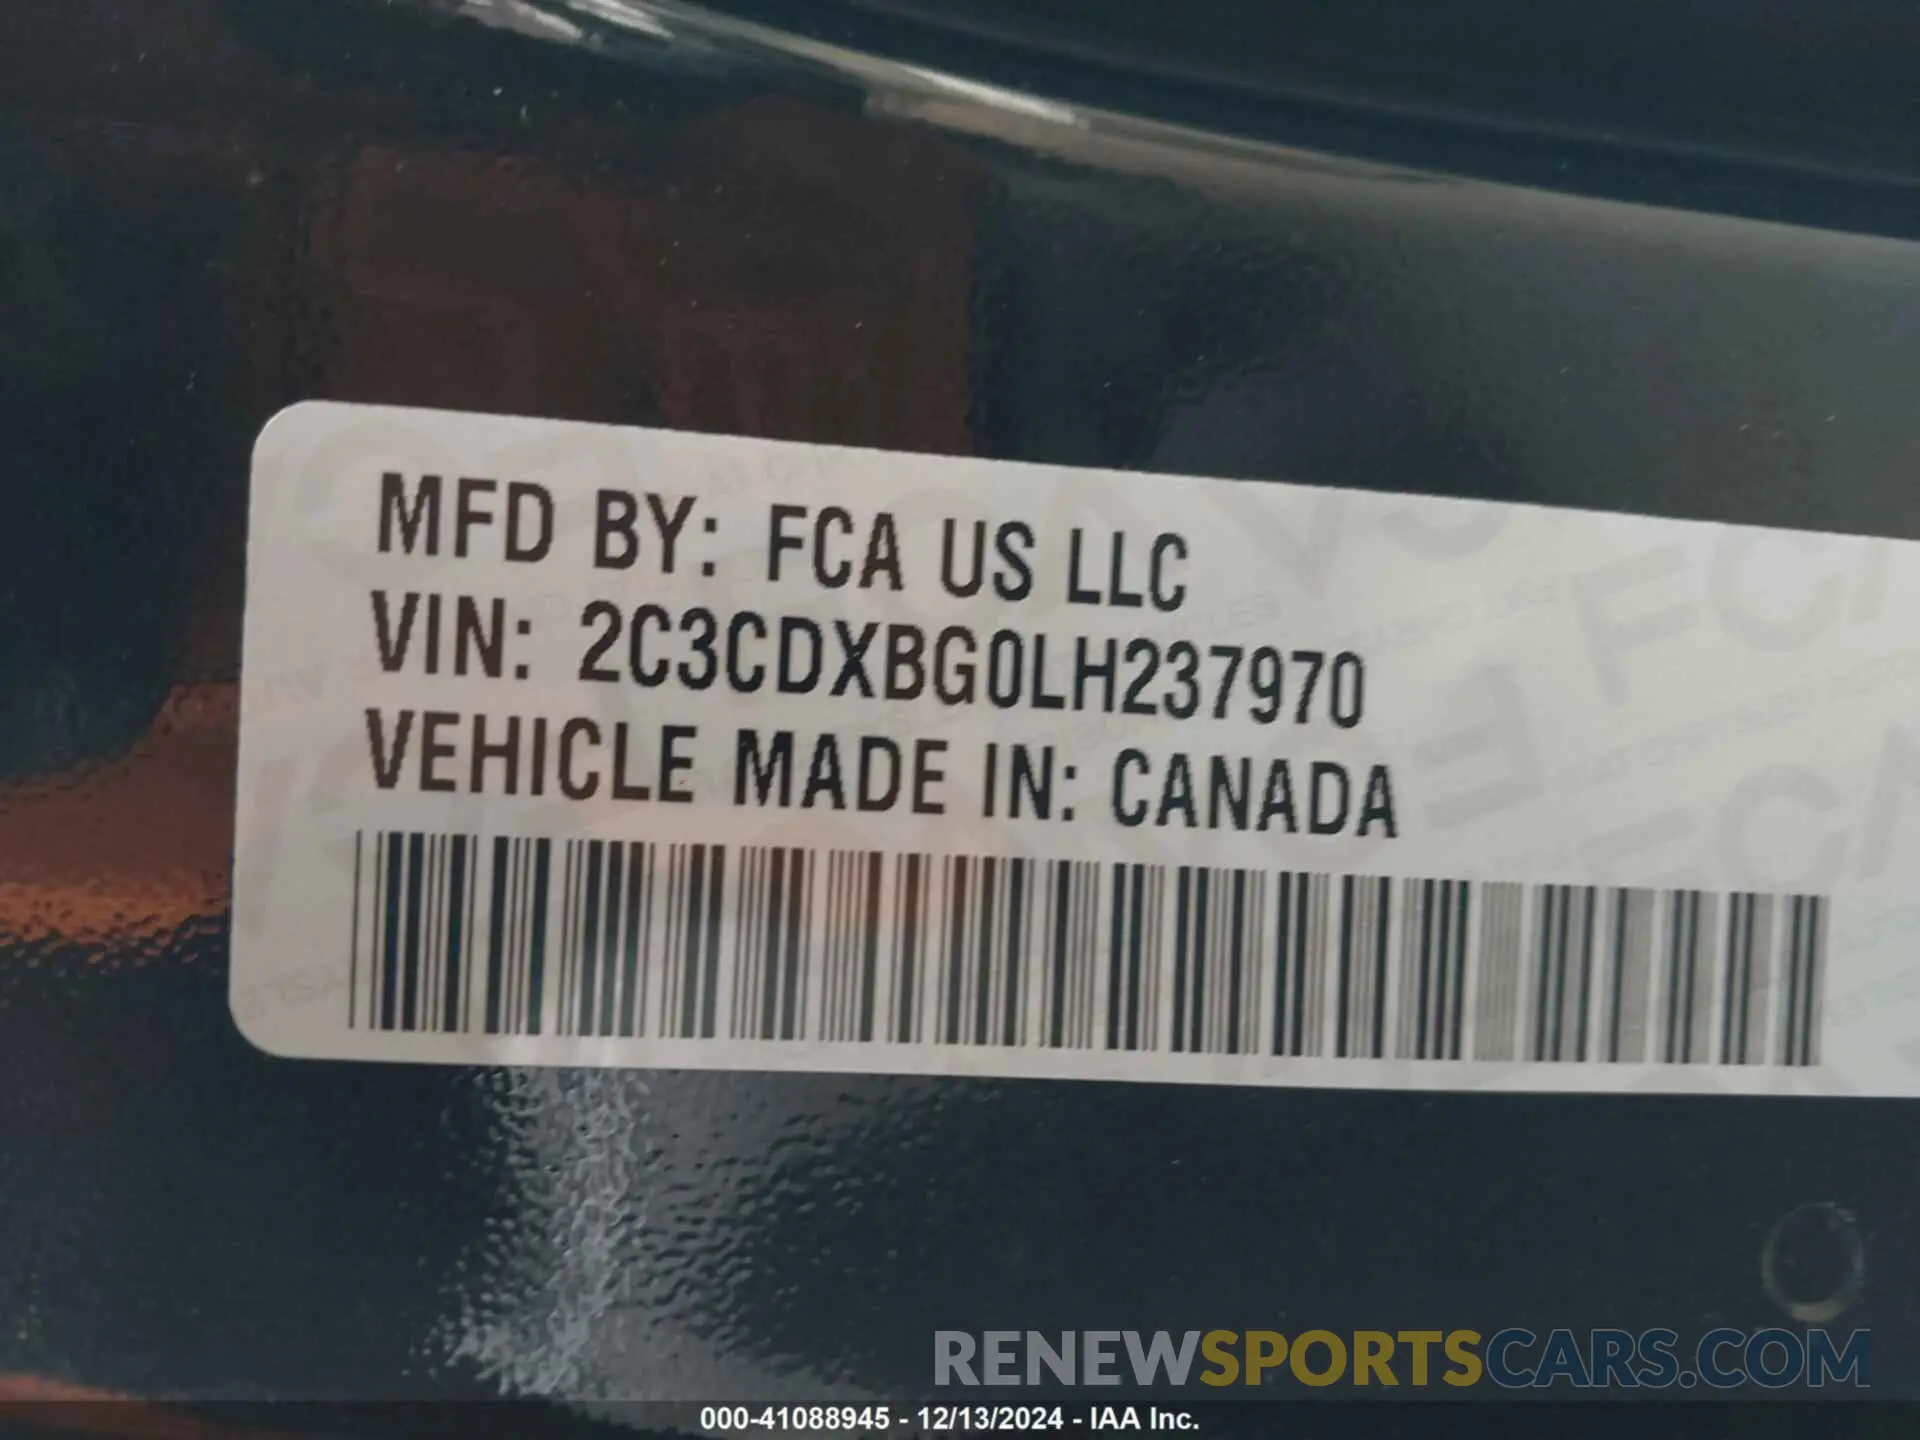 MFD BY: FCA US LLC
VIN: 2C3CDXBG0LH237970
VEHICLE MADE IN: CANADA
RENEWSPORTSCARS.COM
000-41088945 - 12/13/2024 - IAA Inc.